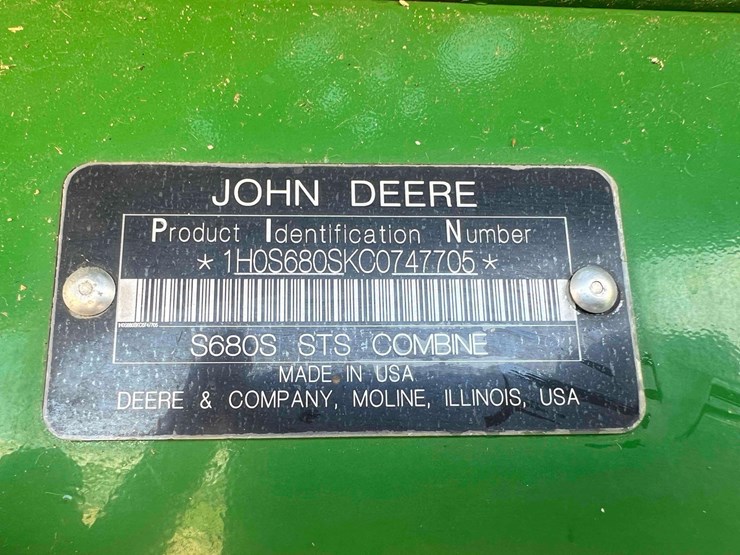 JOHN DEERE
Product Identification Number
*1H0S680SKC0747705*
S680S STS COMBINE
MADE IN USA
DEERE & COMPANY, MOLINE, ILLINOIS, USA